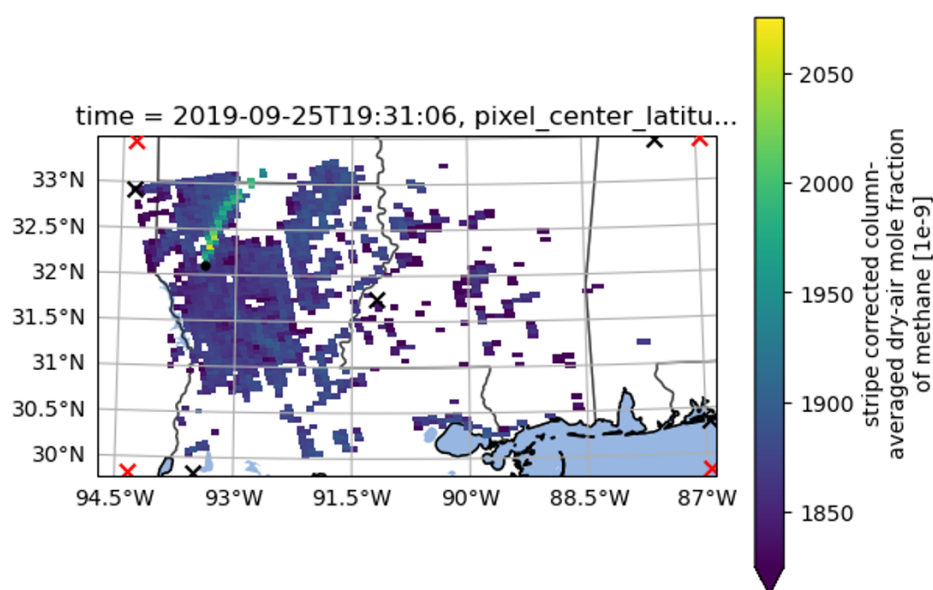 time = 2019-09-25T19:31:06, pixel_center_latitu...
33°N
32.5°N
32°N
31.5°N
31°N
30.5°N
30°N
94.5°W 93°W 91.5°W 90°W 88.5°W 87°W
2050
2000
1950
1900
1850
stripe corrected column-
averaged dry-air mole fraction
of methane [1e-9]